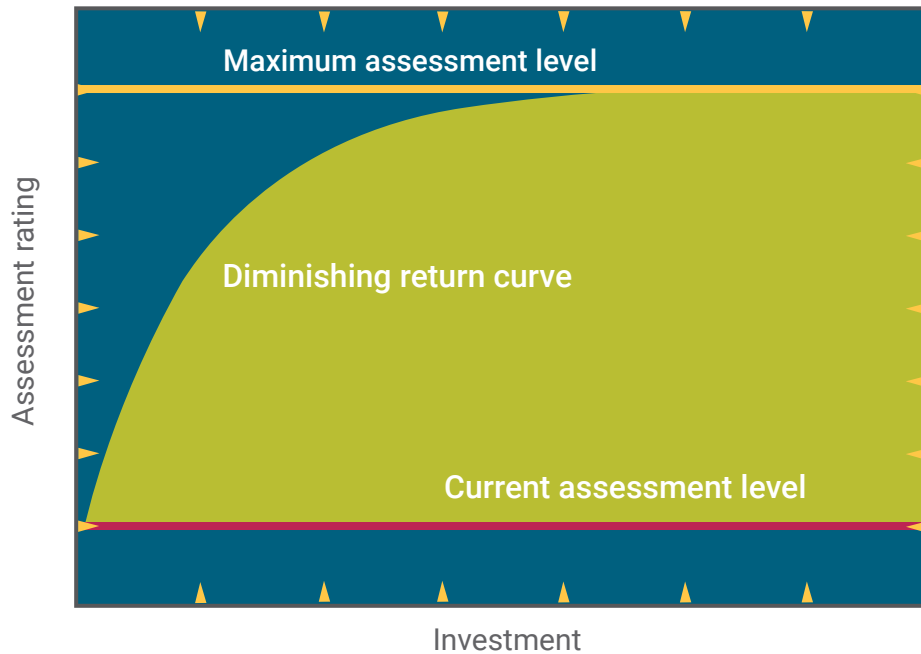 Maximum assessment level
Assessment rating
Diminishing return curve
Current assessment level
Investment